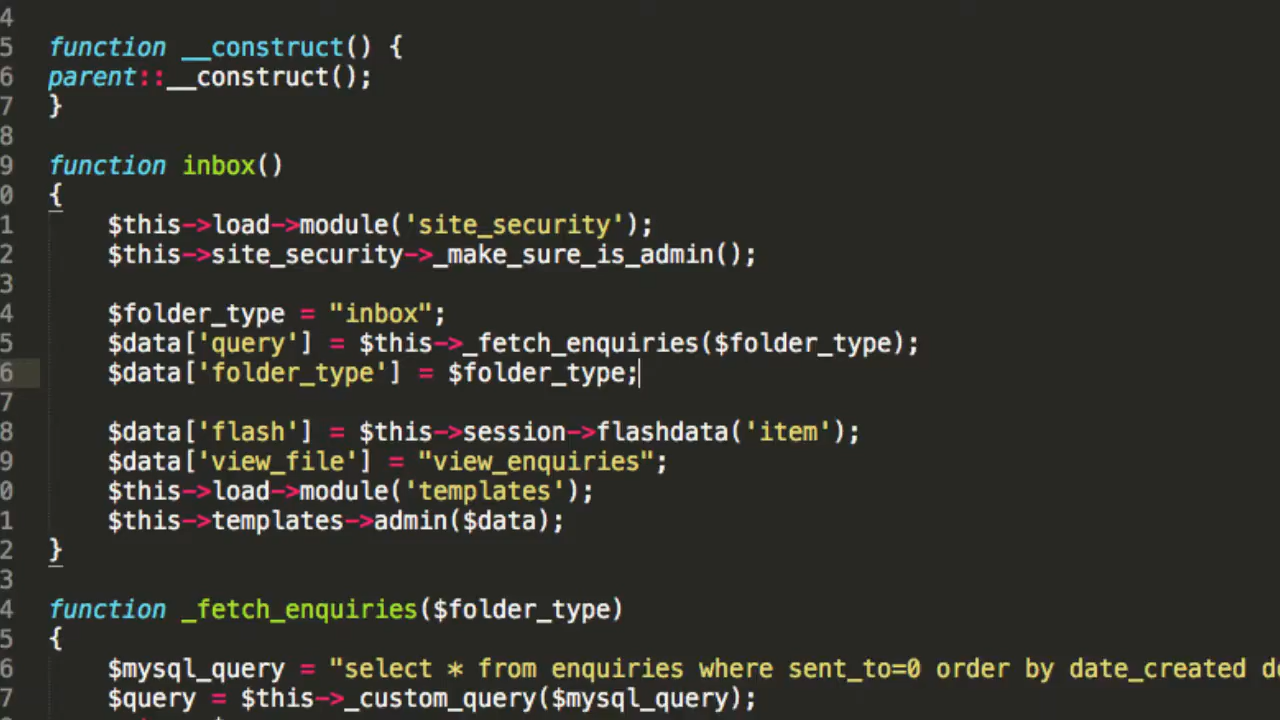 4
5 function __construct() {
6 parent::__construct();
7 }
8
9 function inbox()
0 {
1 $this->load->module('site_security');
2 $this->site_security->_make_sure_is_admin();
3
4 $folder_type = "inbox";
5 $data['query'] = $this->_fetch_enquiries($folder_type);
6 $data['folder_type'] = $folder_type;
7
8 $data['flash'] = $this->session->flashdata('item');
9 $data['view_file'] = "view_enquiries";
0 $this->load->module('templates');
1 $this->templates->admin($data);
2 }
3
4 function _fetch_enquiries($folder_type)
5 {
6 $mysql_query = "select * from enquiries where sent_to=0 order by date_created
7 $query = $this->_custom_query($mysql_query);